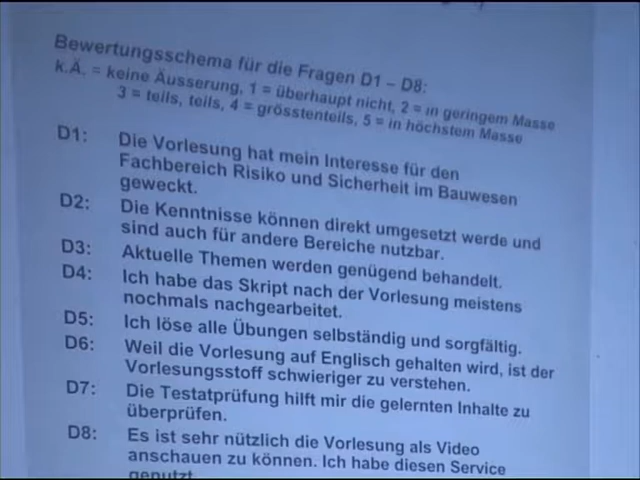 Bewertungsschema für die Fragen D1 – D8:
k.Ä. = keine Äusserung, 1 = überhaupt nicht, 2 = in geringem Masse
3 = teils, teils, 4 = grösstenteils, 5 = in höchstem Masse
D1: Die Vorlesung hat mein Interesse für den
Fachbereich Risiko und Sicherheit im Bauwesen
geweckt.
D2: Die Kenntnisse können direkt umgesetzt werde und
sind auch für andere Bereiche nutzbar.
D3: Aktuelle Themen werden genügend behandelt.
D4: Ich habe das Skript nach der Vorlesung meistens
nochmals nachgearbeitet.
D5: Ich löse alle Übungen selbständig und sorgfältig.
D6: Weil die Vorlesung auf Englisch gehalten wird, ist der
Vorlesungsstoff schwieriger zu verstehen.
D7: Die Testatprüfung hilft mir die gelernten Inhalte zu
überprüfen.
D8: Es ist sehr nützlich die Vorlesung als Video
anschauen zu können. Ich habe diesen Service
genutzt